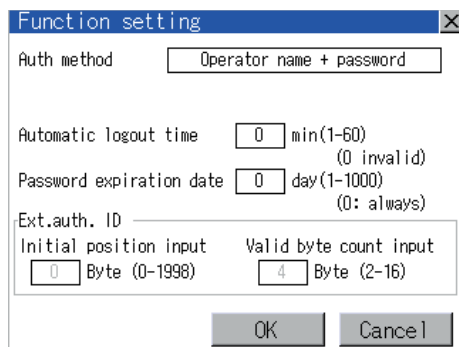 Function setting
Auth method Operator name + password
Automatic logout time 0 min(1-60)
(0 invalid)
Password expiration date 0 day(1-1000)
(0: always)
Ext.auth. ID
Initial position input Valid byte count input
0 Byte (0-1998) 4 Byte (2-16)
OK Cancel